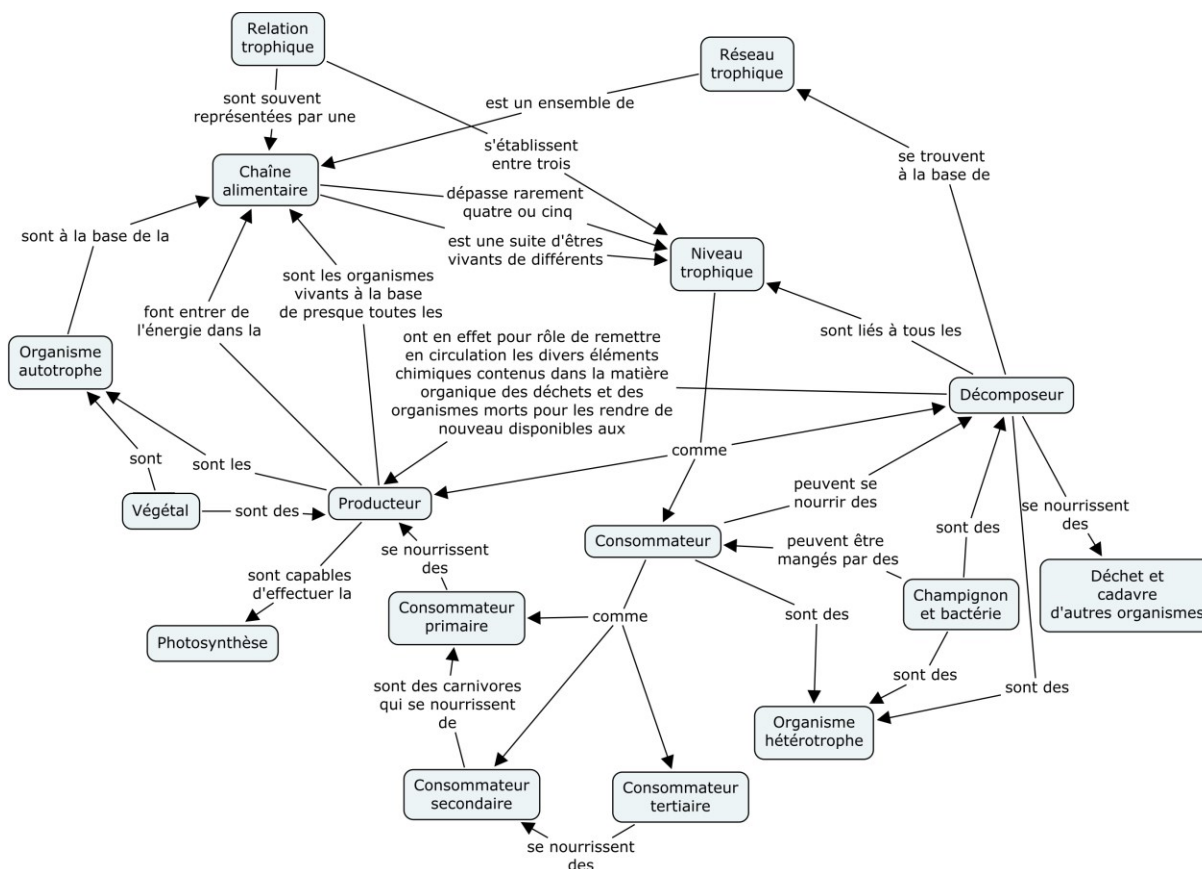 Relation
trophique
Réseau
trophique
sont souvent
représentées par une
est un ensemble de
s'établissent
entre trois
se trouvent
à la base de
Chaîne
alimentaire
dépasse rarement
quatre ou cinq
est une suite d'êtres
vivants de différents
Niveau
trophique
sont à la base de la
sont les organismes
vivants à la base
de presque toutes les
font entrer de
l'énergie dans la
sont liés à tous les
Organisme
autotrophe
ont en effet pour rôle de remettre
en circulation les divers éléments
chimiques contenus dans la matière
organique des déchets et des
organismes morts pour les rendre de
nouveau disponibles aux
Décomposeur
sont
sont les
comme
Végétal
sont des
Producteur
peuvent se
nourrir des
se nourrissent
des
Consommateur
sont des
peuvent être
mangés par des
se nourrissent
des
sont capables
d'effectuer la
Consommateur
primaire
comme
sont des
Champignon
et bactérie
Déchet et
cadavre
d'autres organismes
Photosynthèse
sont des carnivores
qui se nourrissent
de
sont des
sont des
Organisme
hétérotrophe
Consommateur
secondaire
Consommateur
tertiaire
se nourrissent
des